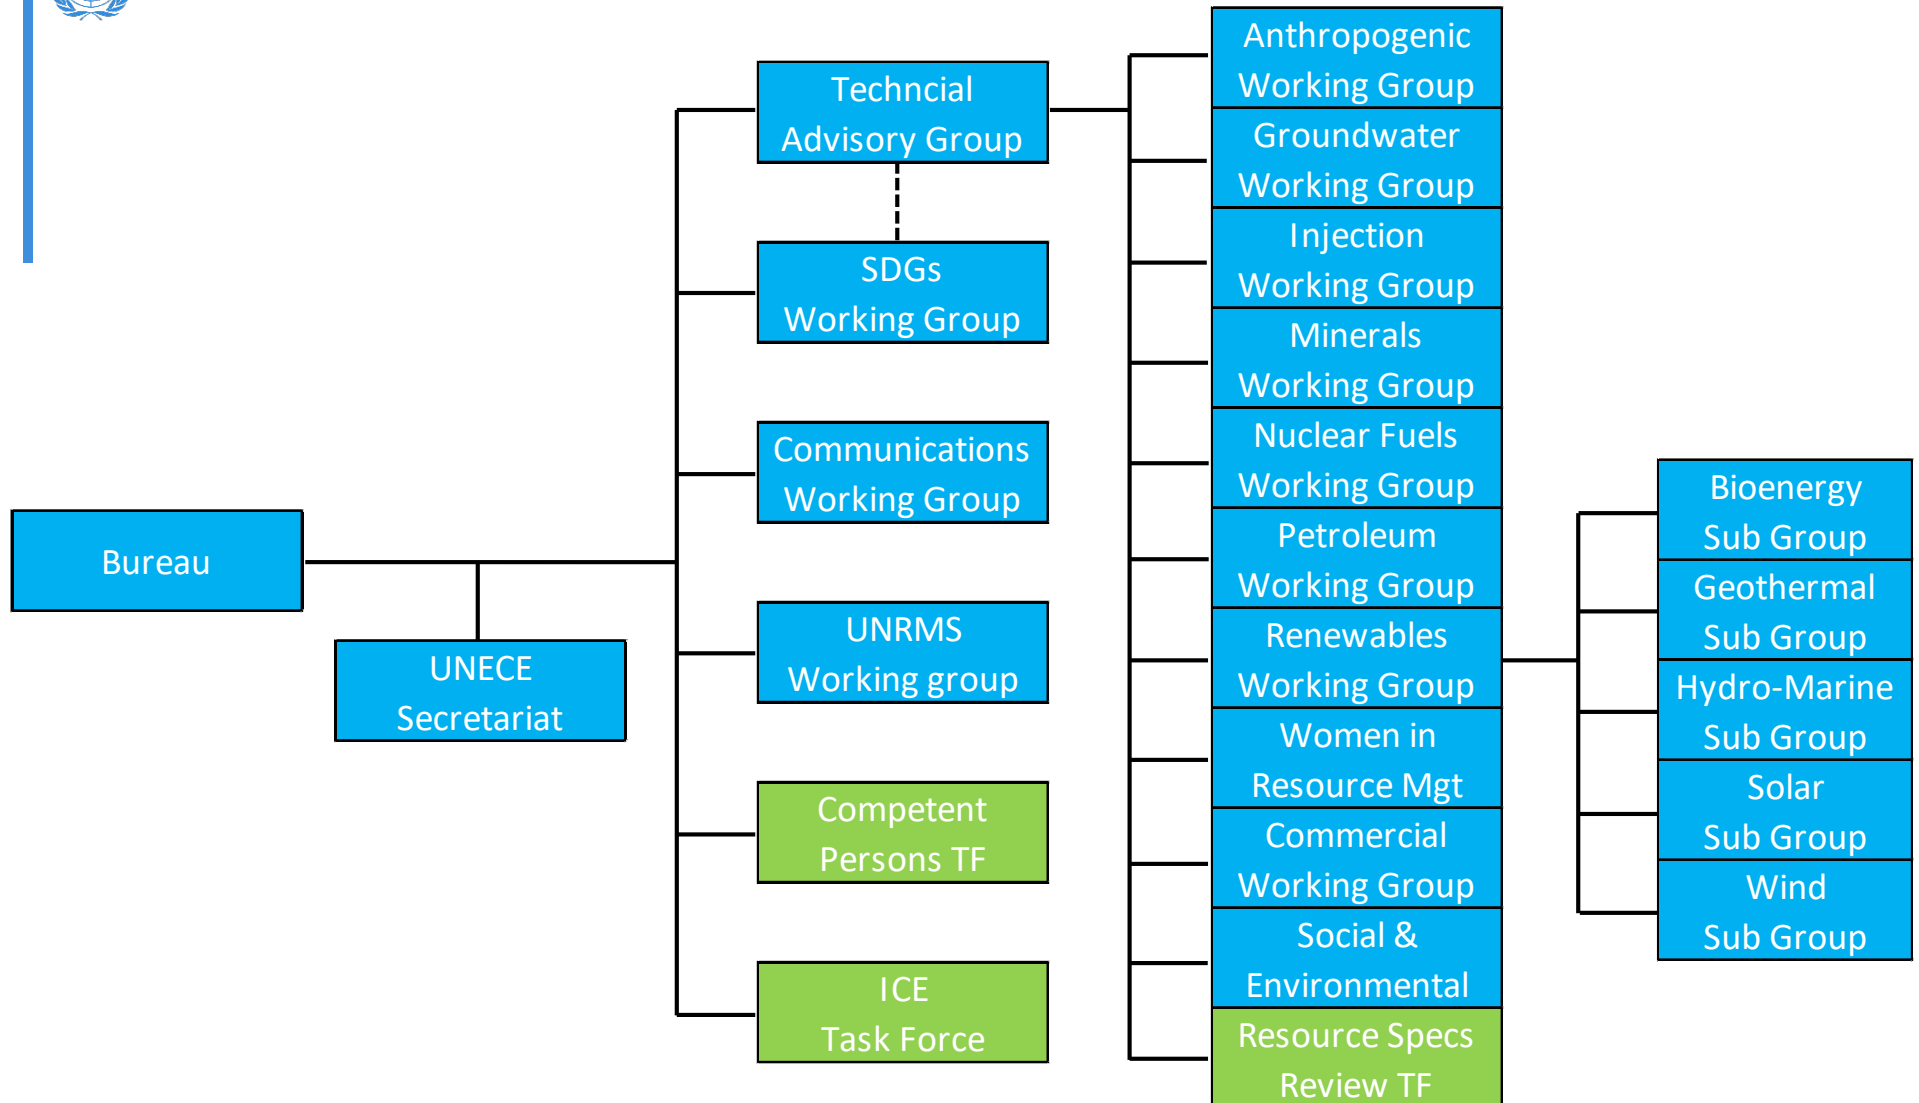 Bureau
UNECE
Secretariat
Techncial
Advisory Group
SDGs
Working Group
Communications
Working Group
UNRMS
Working group
Competent
Persons TF
ICE
Task Force
Anthropogenic
Working Group
Groundwater
Working Group
Injection
Working Group
Minerals
Working Group
Nuclear Fuels
Working Group
Petroleum
Working Group
Renewables
Working Group
Women in
Resource Mgt
Commercial
Working Group
Social &
Environmental
Resource Specs
Review TF
Bioenergy
Sub Group
Geothermal
Sub Group
Hydro-Marine
Sub Group
Solar
Sub Group
Wind
Sub Group